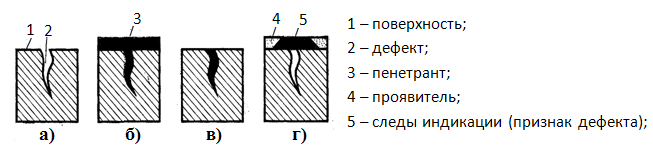 1 2 3 4 5
а) б) в) г)
1 – поверхность;
2 – дефект;
3 – пенетрант;
4 – проявитель;
5 – следы индикации (признак дефекта);